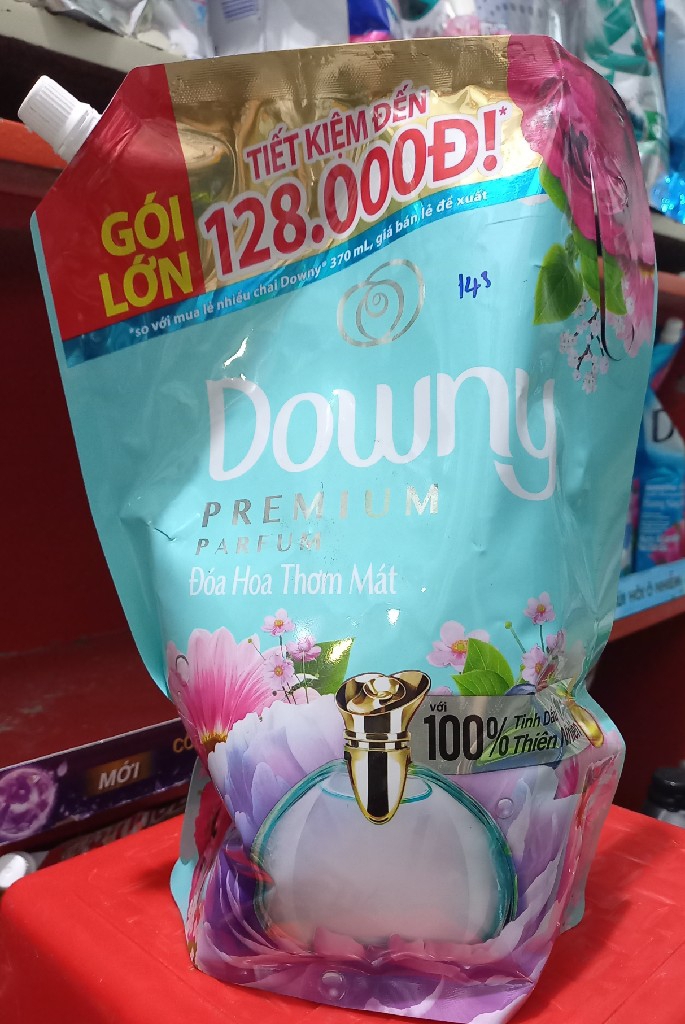 TIẾT KIỆM ĐẾN
128.000Đ!*
GÓI
LỚN
*so với mua lẻ nhiều chai Downy* 370 mL, giá bán lẻ đề xuất
143
Downy
PREMIUM
PARFUM
Đóa Hoa Thơm Mát
với
100%
Tinh Dầu
Thiên
MỚI